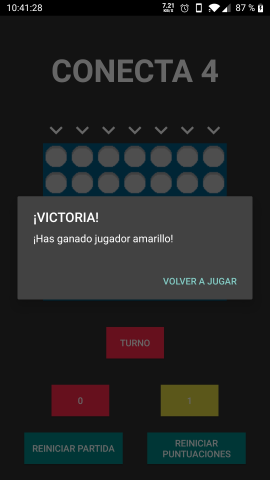 10:41:28
7,21
KB/S
87 %
CONECTA 4
¡VICTORIA!
¡Has ganado jugador amarillo!
VOLVER A JUGAR
TURNO
0
1
REINICIAR PARTIDA
REINICIAR
PUNTUACIONES